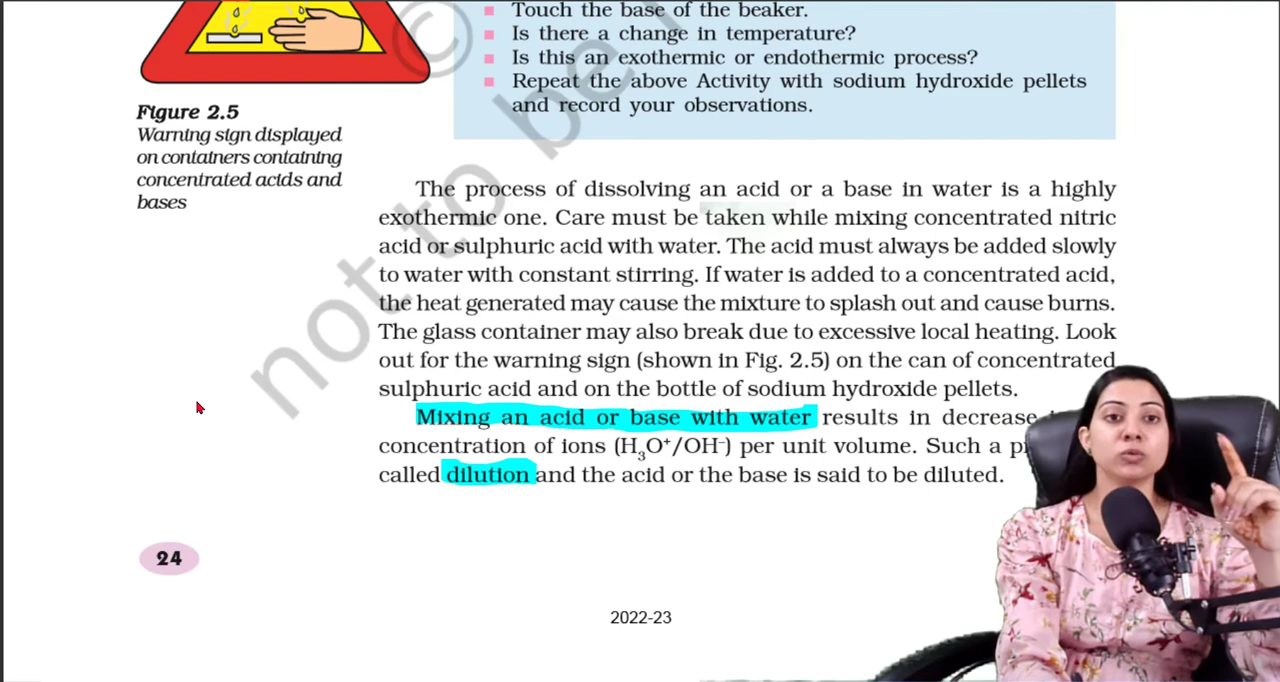 Touch the base of the beaker.
Is there a change in temperature?
Is this an exothermic or endothermic process?
Repeat the above Activity with sodium hydroxide pellets
and record your observations.
Figure 2.5
Warning sign displayed
on containers containing
concentrated acids and
bases
©
not to be
The process of dissolving an acid or a base in water is a highly
exothermic one. Care must be taken while mixing concentrated nitric
acid or sulphuric acid with water. The acid must always be added slowly
to water with constant stirring. If water is added to a concentrated acid,
the heat generated may cause the mixture to splash out and cause burns.
The glass container may also break due to excessive local heating. Look
out for the warning sign (shown in Fig. 2.5) on the can of concentrated
sulphuric acid and on the bottle of sodium hydroxide pellets.
Mixing an acid or base with water results in decrease
concentration of ions (H₃O⁺/OH⁻) per unit volume. Such a
called dilution and the acid or the base is said to be diluted.
24
2022-23